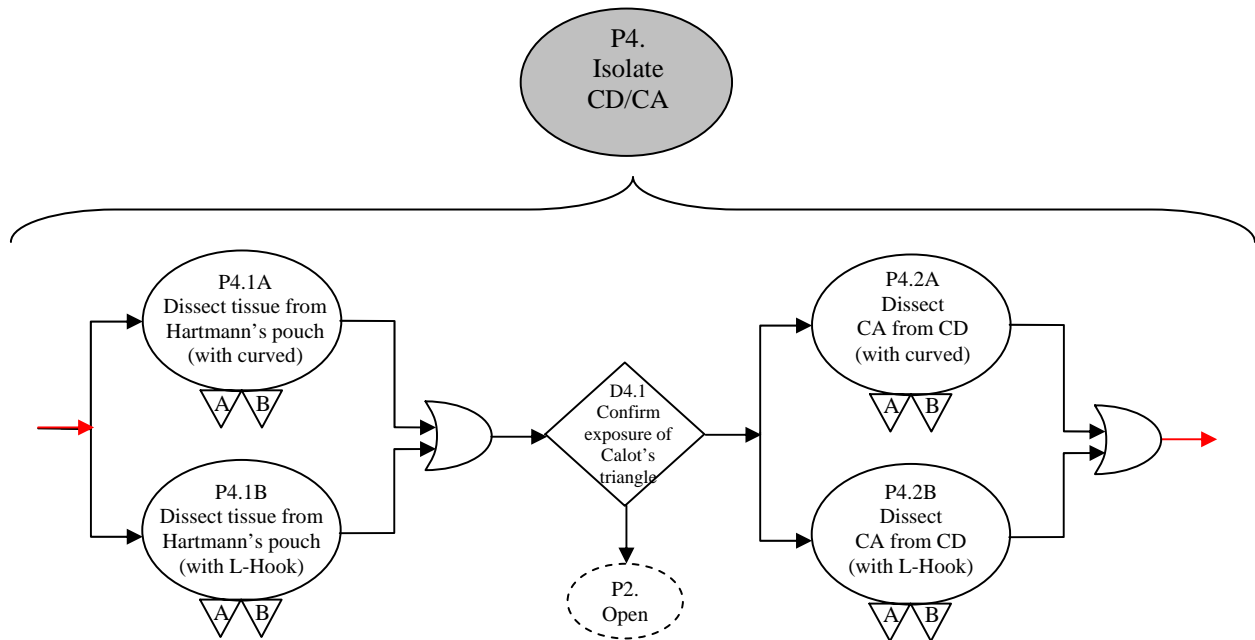 P4.
Isolate
CD/CA
P4.1A
Dissect tissue from
Hartmann’s pouch
(with curved)
A B
P4.1B
Dissect tissue from
Hartmann’s pouch
(with L-Hook)
A B
D4.1
Confirm
exposure of
Calot’s
triangle
P2.
Open
P4.2A
Dissect
CA from CD
(with curved)
A B
P4.2B
Dissect
CA from CD
(with L-Hook)
A B